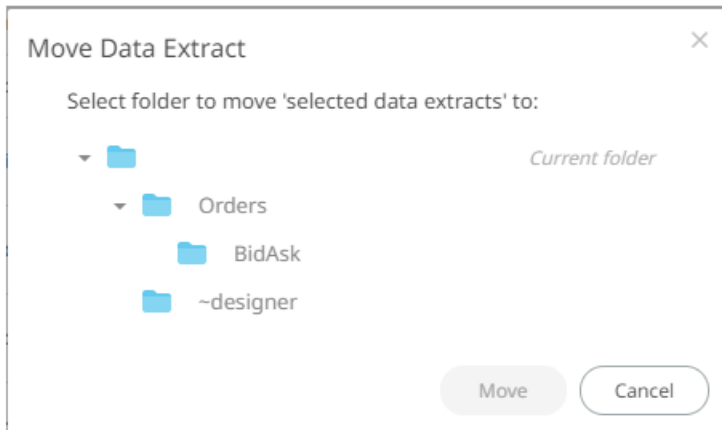 Move Data Extract
Select folder to move 'selected data extracts' to:
Current folder
Orders
BidAsk
~designer
Move
Cancel